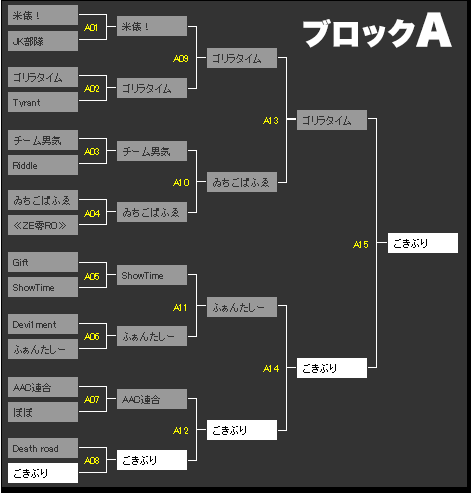 ブロックA
米俵！
JK部隊
A01
米俵！
ゴリラタイム
Tyrant
A02
ゴリラタイム
A09
ゴリラタイム
チーム男気
Riddle
A03
チーム男気
ゐちごぱふゑ
≪ZE零RO≫
A04
ゐちごぱふゑ
A10
ゐちごぱふゑ
A13
ゴリラタイム
Gift
ShowTime
A05
ShowTime
Devi1ment
ふぁんたしー
A06
ふぁんたしー
A11
ふぁんたしー
AAC連合
ぽぽ
A07
AAC連合
Death road
ごきぶり
A08
ごきぶり
A12
ごきぶり
A14
ごきぶり
A15
ごきぶり